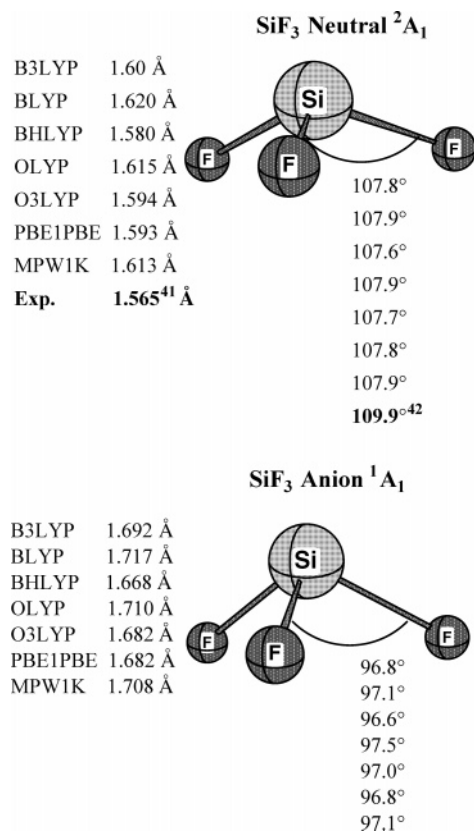 SiF₃ Neutral ²A₁
B3LYP 1.60 Å
BLYP 1.620 Å
BHLYP 1.580 Å
OLYP 1.615 Å
O3LYP 1.594 Å
PBE1PBE 1.593 Å
MPW1K 1.613 Å
Exp. 1.565⁴¹ Å
Si
F
F
F
107.8°
107.9°
107.6°
107.9°
107.7°
107.8°
107.9°
109.9°⁴²
SiF₃ Anion ¹A₁
B3LYP 1.692 Å
BLYP 1.717 Å
BHLYP 1.668 Å
OLYP 1.710 Å
O3LYP 1.682 Å
PBE1PBE 1.682 Å
MPW1K 1.708 Å
Si
F
F
F
96.8°
97.1°
96.6°
97.5°
97.0°
96.8°
97.1°